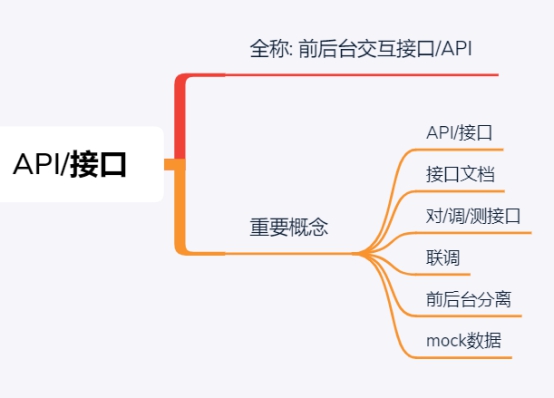 API/接口
全称: 前后台交互接口/API
重要概念
API/接口
接口文档
对/调/测接口
联调
前后台分离
mock数据